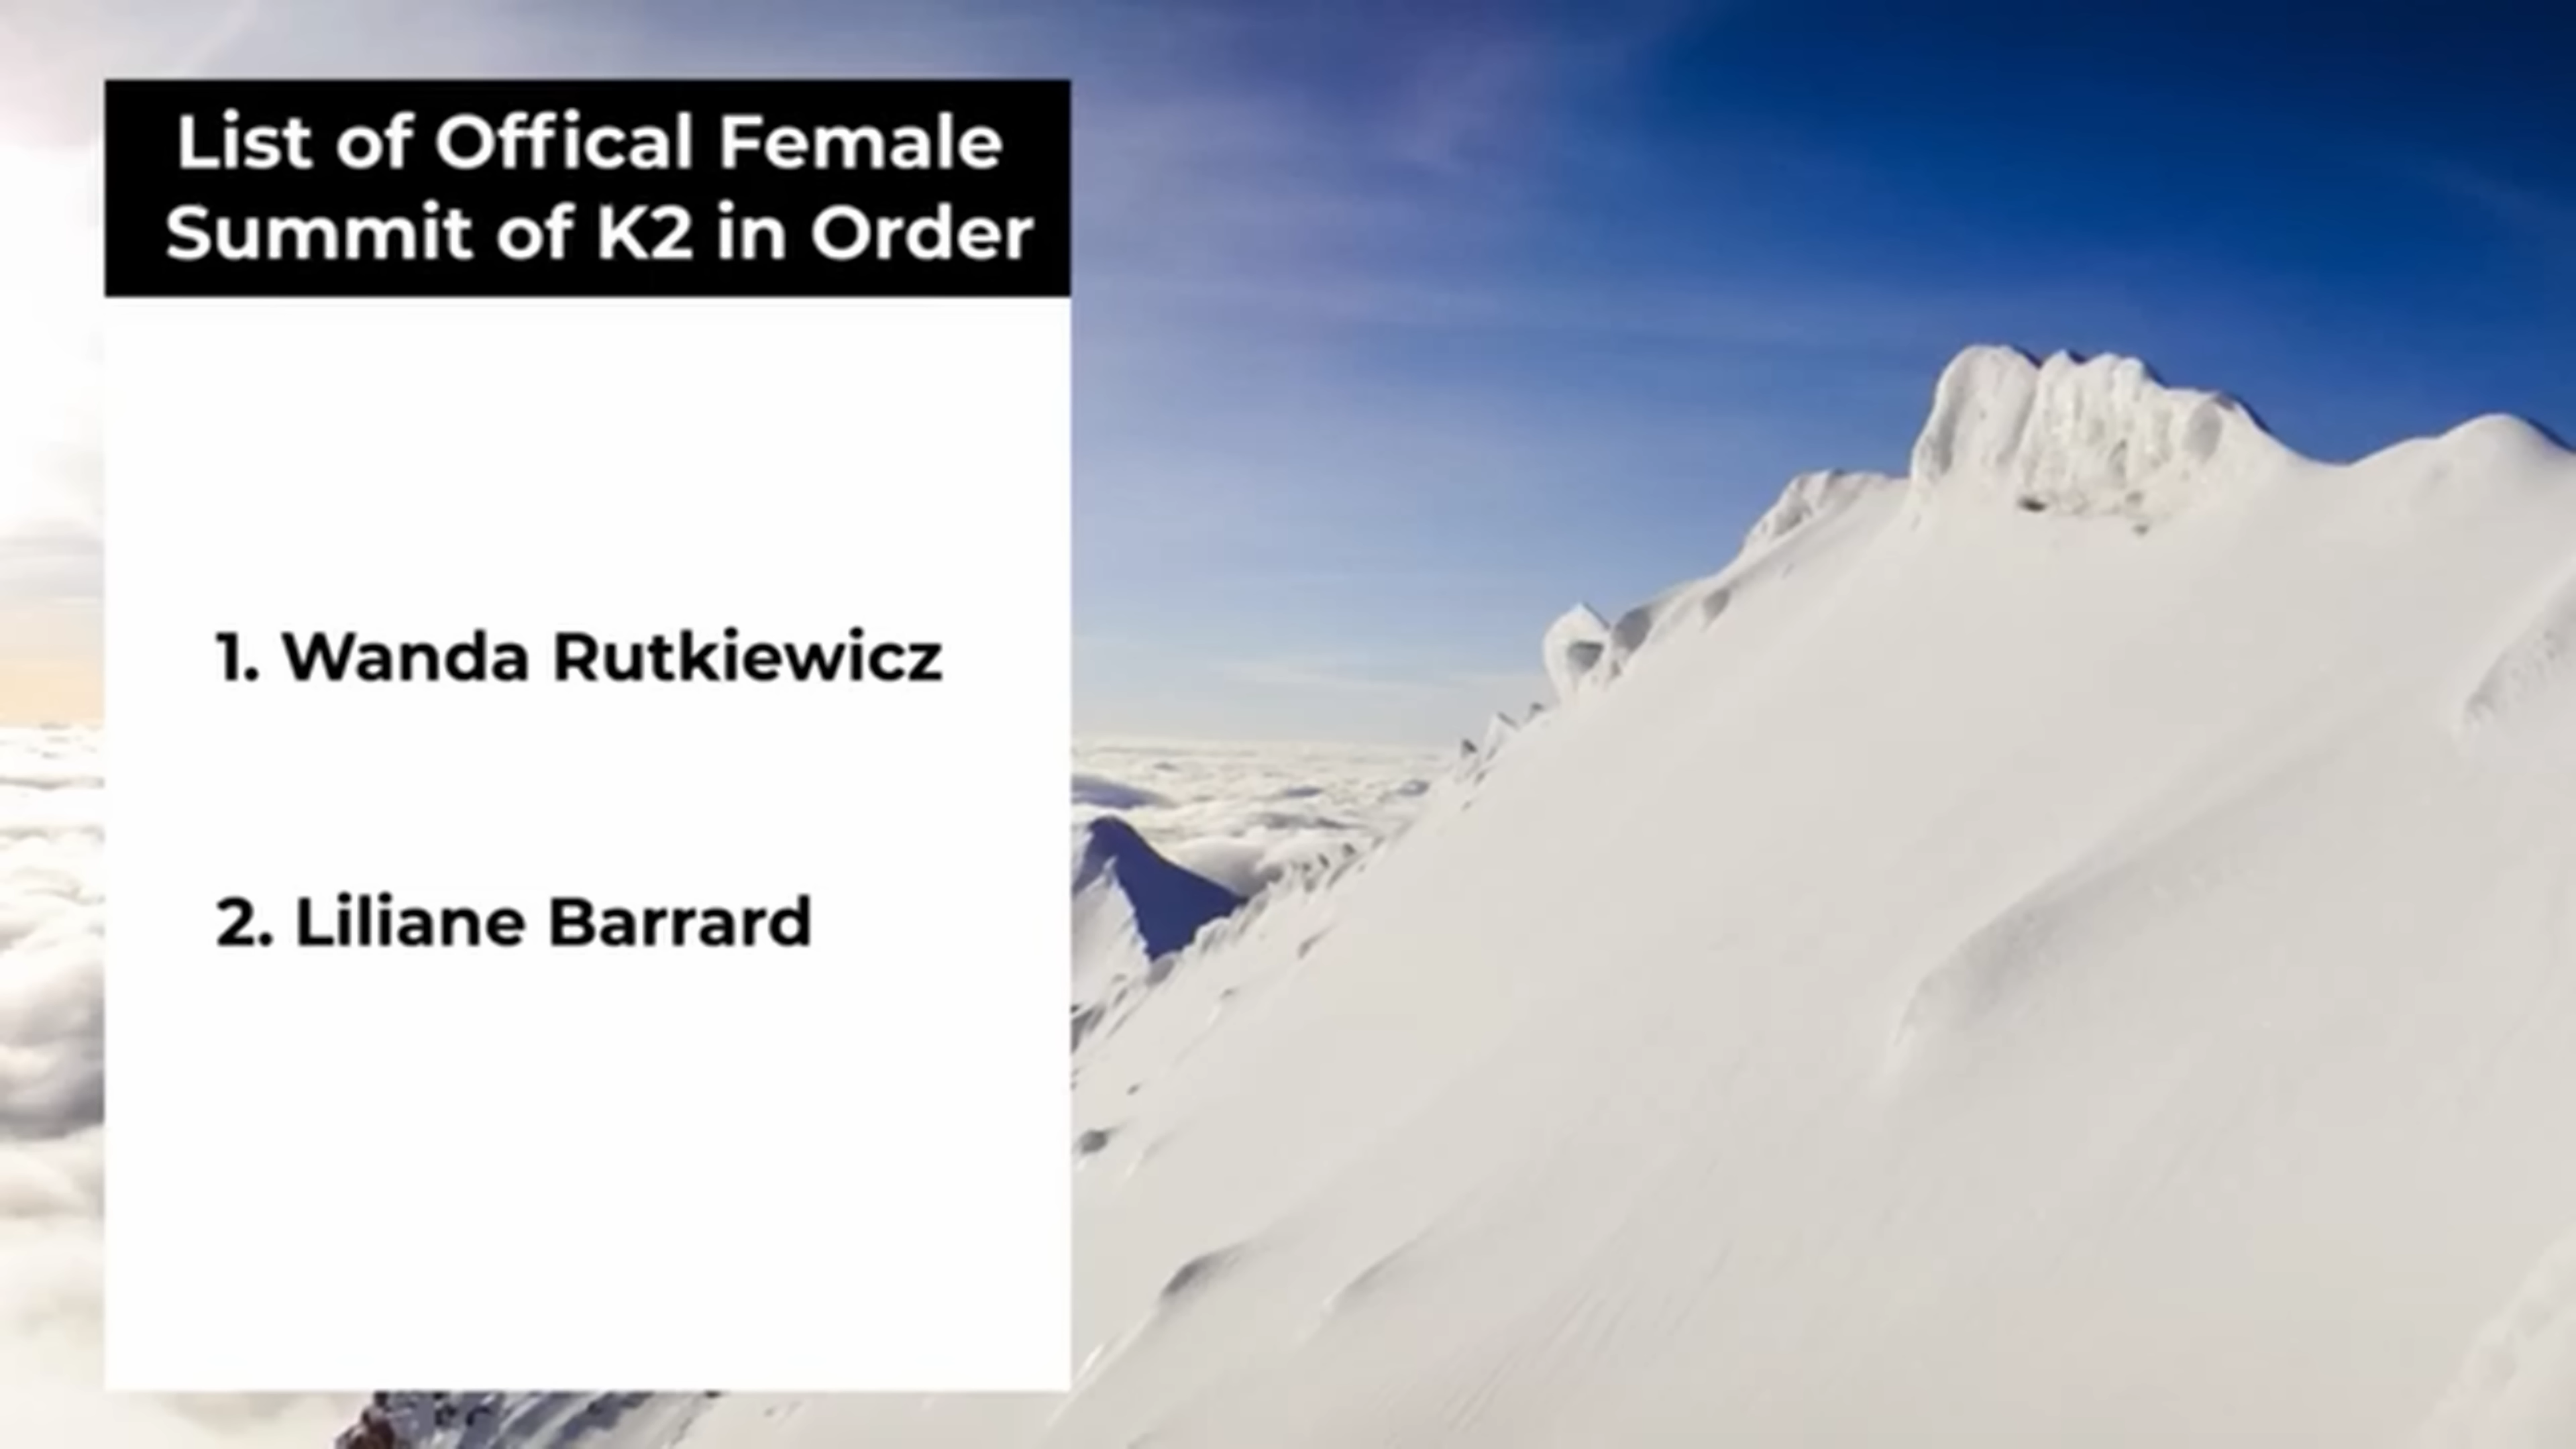 List of Offical Female
Summit of K2 in Order
1. Wanda Rutkiewicz
2. Liliane Barrard